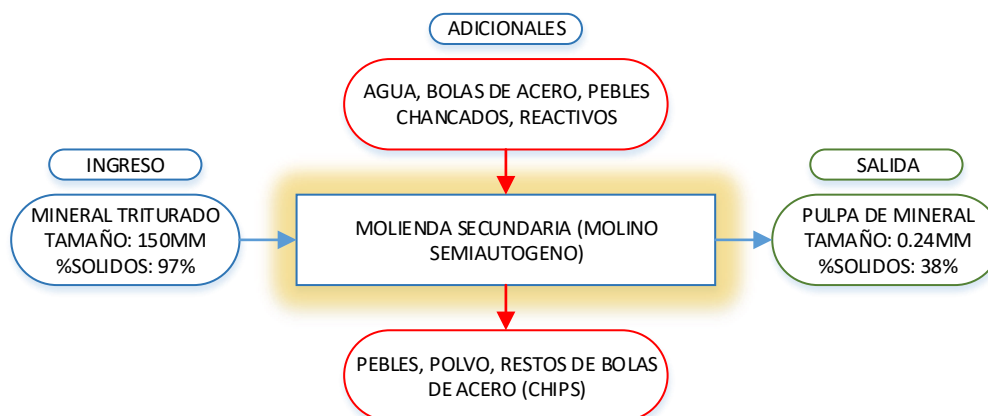 ADICIONALES
AGUA, BOLAS DE ACERO, PEBLES
CHANCADOS, REACTIVOS
INGRESO
MINERAL TRITURADO
TAMAÑO: 150MM
%SOLIDOS: 97%
MOLIENDA SECUNDARIA (MOLINO
SEMIAUTOGENO)
SALIDA
PULPA DE MINERAL
TAMAÑO: 0.24MM
%SOLIDOS: 38%
PEBLES, POLVO, RESTOS DE BOLAS
DE ACERO (CHIPS)